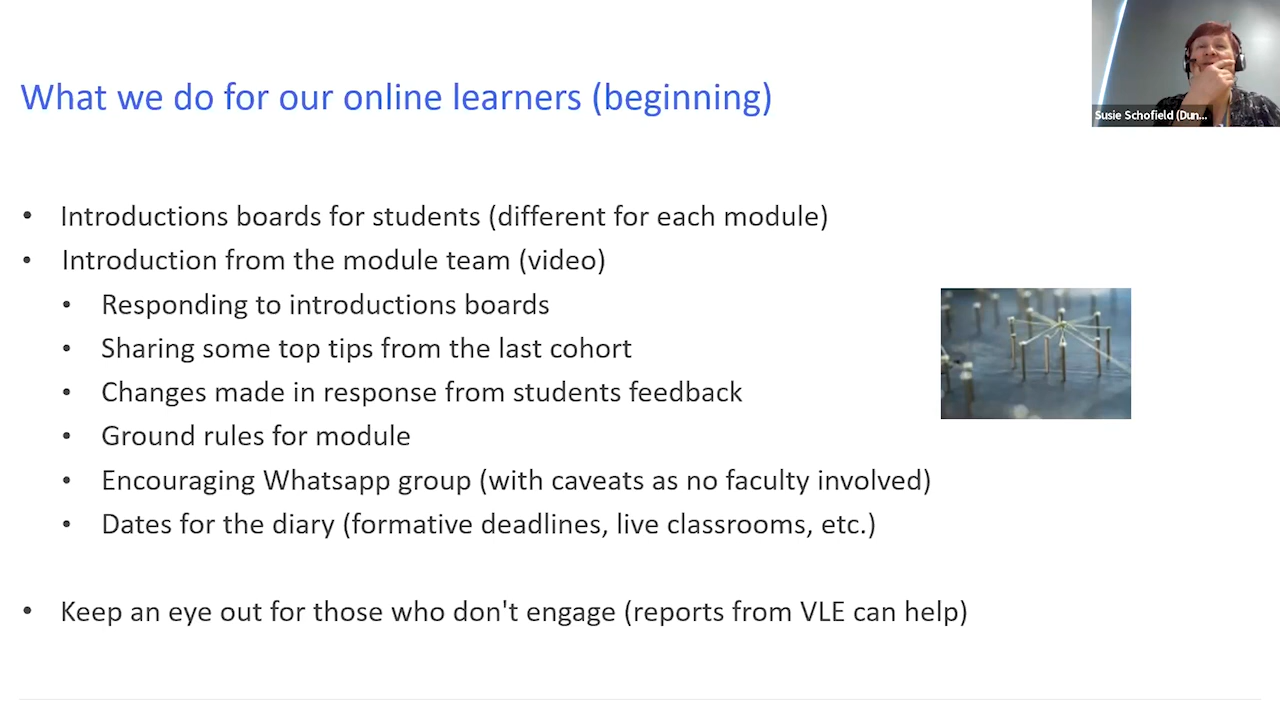 What we do for our online learners (beginning)
Susie Schofield (Dun...
• Introductions boards for students (different for each module)
• Introduction from the module team (video)
• Responding to introductions boards
• Sharing some top tips from the last cohort
• Changes made in response from students feedback
• Ground rules for module
• Encouraging Whatsapp group (with caveats as no faculty involved)
• Dates for the diary (formative deadlines, live classrooms, etc.)
• Keep an eye out for those who don't engage (reports from VLE can help)